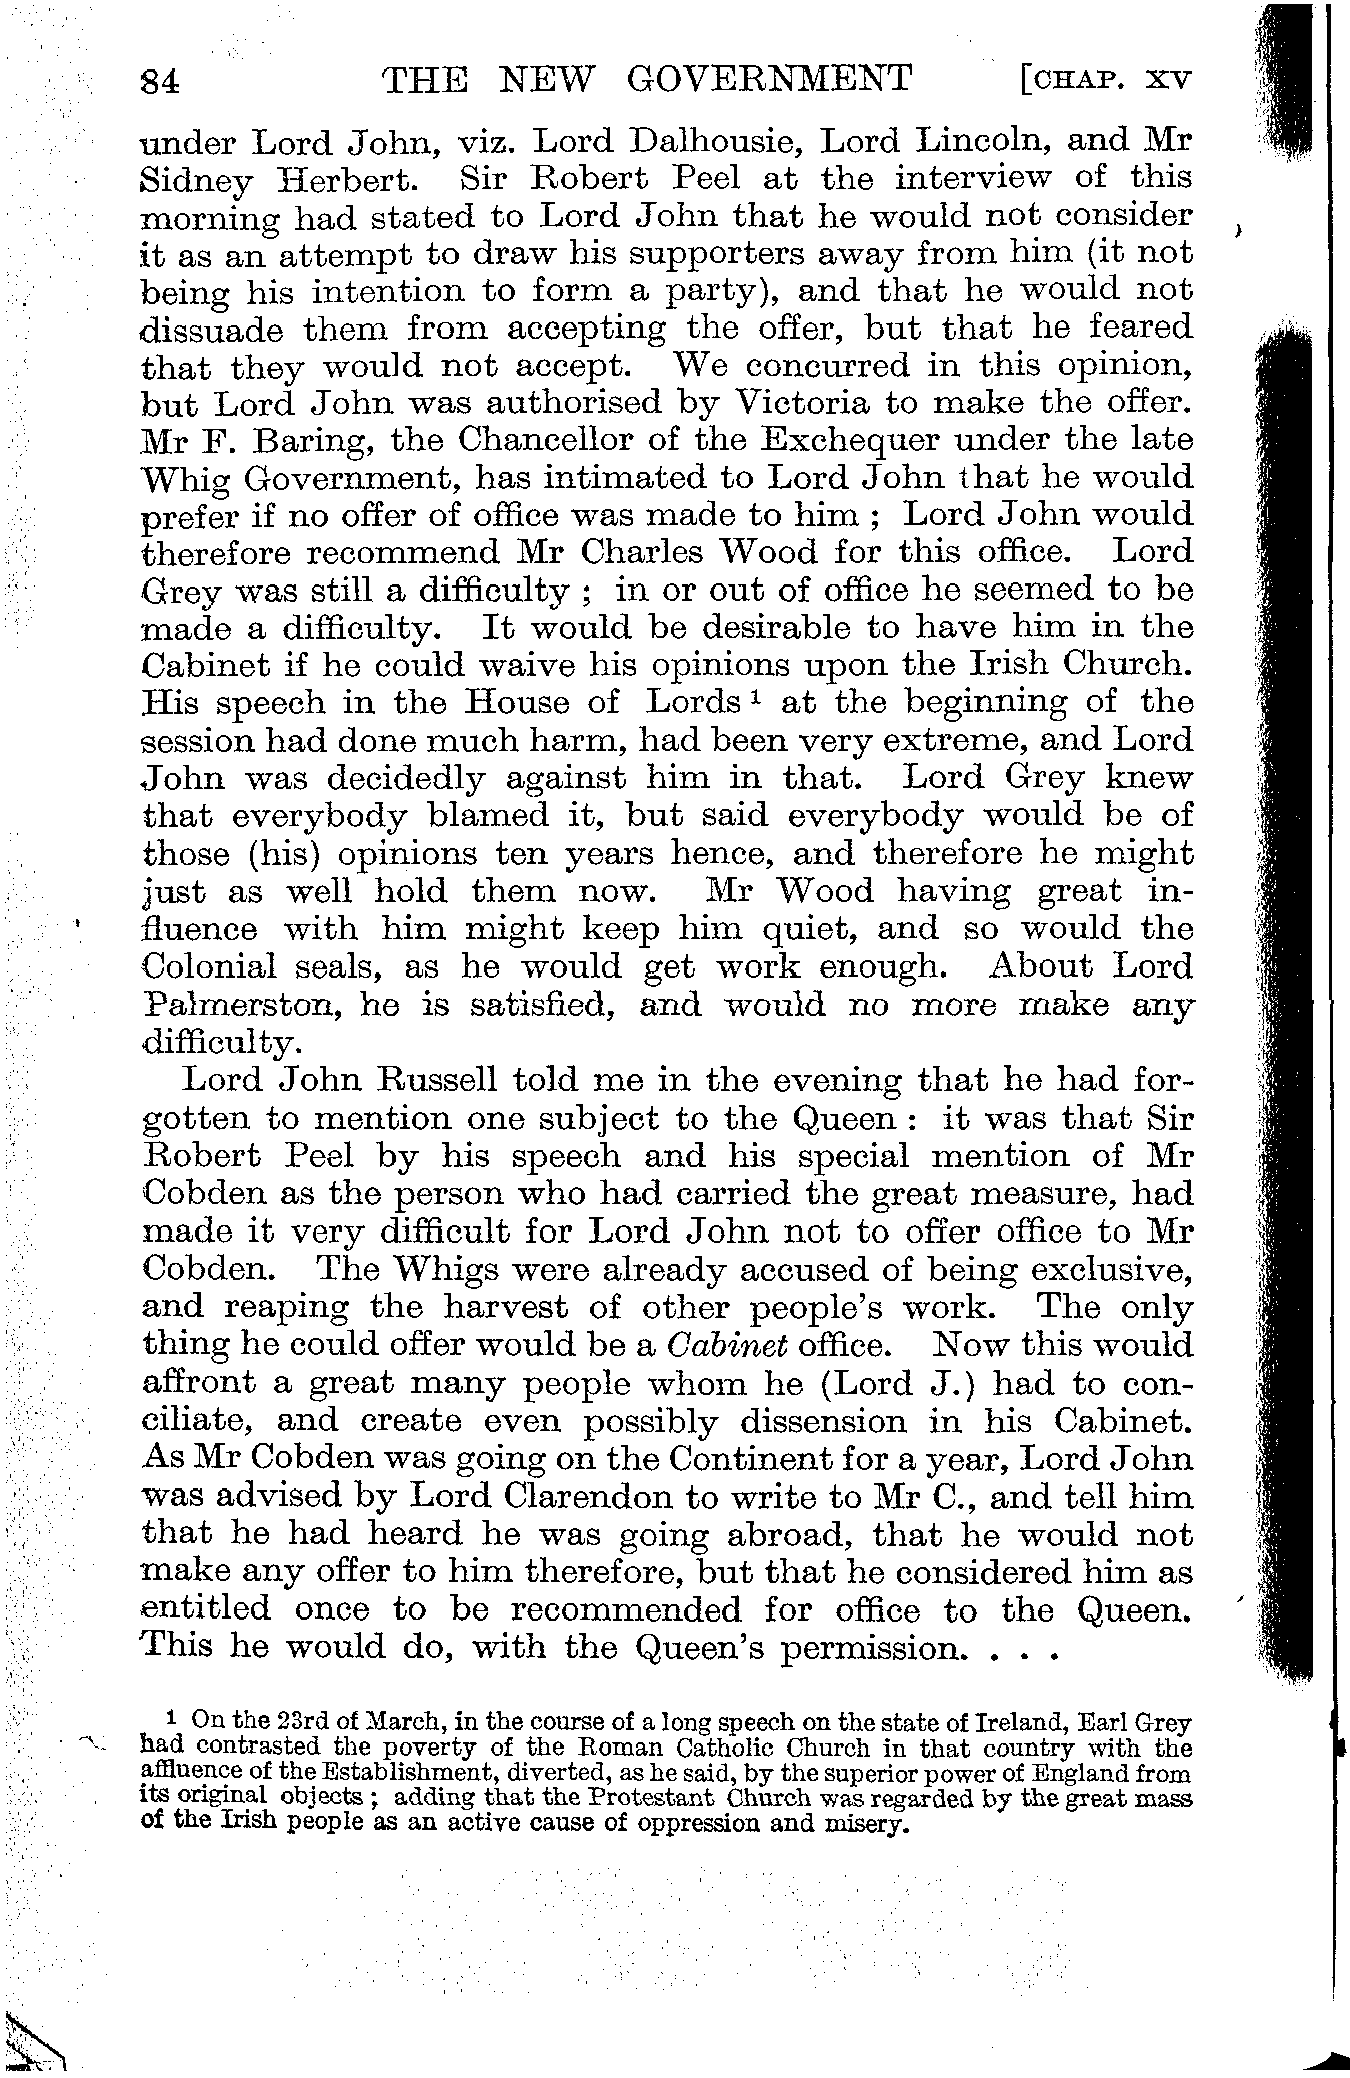 84 THE NEW GOVERNMENT [CHAP. XV
under Lord John, viz. Lord Dalhousie, Lord Lincoln, and Mr
Sidney Herbert. Sir Robert Peel at the interview of this
morning had stated to Lord John that he would not consider
it as an attempt to draw his supporters away from him (it not
being his intention to form a party), and that he would not
dissuade them from accepting the offer, but that he feared
that they would not accept. We concurred in this opinion,
but Lord John was authorised by Victoria to make the offer.
Mr F. Baring, the Chancellor of the Exchequer under the late
Whig Government, has intimated to Lord John that he would
prefer if no offer of office was made to him ; Lord John would
therefore recommend Mr Charles Wood for this office. Lord
Grey was still a difficulty ; in or out of office he seemed to be
made a difficulty. It would be desirable to have him in the
Cabinet if he could waive his opinions upon the Irish Church.
His speech in the House of Lords ¹ at the beginning of the
session had done much harm, had been very extreme, and Lord
John was decidedly against him in that. Lord Grey knew
that everybody blamed it, but said everybody would be of
those (his) opinions ten years hence, and therefore he might
just as well hold them now. Mr Wood having great in-
fluence with him might keep him quiet, and so would the
Colonial seals, as he would get work enough. About Lord
Palmerston, he is satisfied, and would no more make any
difficulty.
Lord John Russell told me in the evening that he had for-
gotten to mention one subject to the Queen : it was that Sir
Robert Peel by his speech and his special mention of Mr
Cobden as the person who had carried the great measure, had
made it very difficult for Lord John not to offer office to Mr
Cobden. The Whigs were already accused of being exclusive,
and reaping the harvest of other people's work. The only
thing he could offer would be a Cabinet office. Now this would
affront a great many people whom he (Lord J.) had to con-
ciliate, and create even possibly dissension in his Cabinet.
As Mr Cobden was going on the Continent for a year, Lord John
was advised by Lord Clarendon to write to Mr C., and tell him
that he had heard he was going abroad, that he would not
make any offer to him therefore, but that he considered him as
entitled once to be recommended for office to the Queen.
This he would do, with the Queen's permission. . . .
1 On the 23rd of March, in the course of a long speech on the state of Ireland, Earl Grey
had contrasted the poverty of the Roman Catholic Church in that country with the
affluence of the Establishment, diverted, as he said, by the superior power of England from
its original objects ; adding that the Protestant Church was regarded by the great mass
of the Irish people as an active cause of oppression and misery.